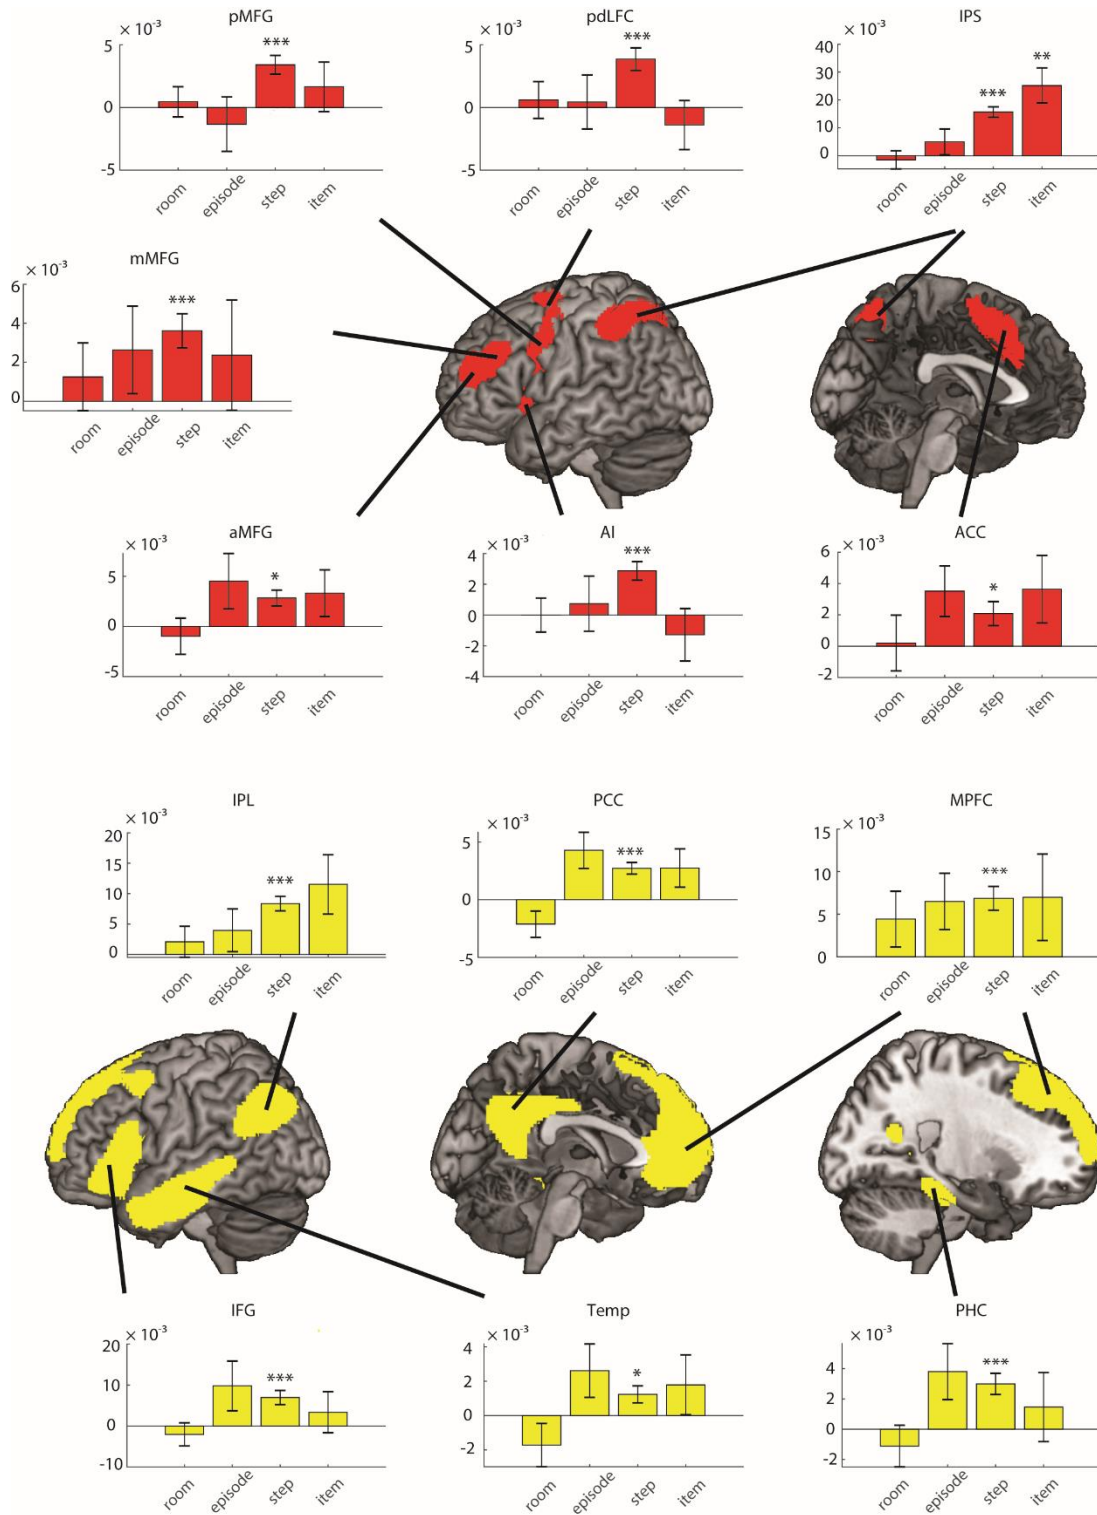 pMFG
× 10⁻³
5
0
-5
***
room
episode
step
item
pdLFC
× 10⁻³
5
0
-5
***
room
episode
step
item
IPS
× 10⁻³
40
30
20
10
0
***
**
room
episode
step
item
mMFG
× 10⁻³
6
4
2
0
***
room
episode
step
item
aMFG
× 10⁻³
5
0
-5
*
room
episode
step
item
AI
× 10⁻³
4
2
0
-2
-4
***
room
episode
step
item
ACC
× 10⁻³
6
4
2
0
-2
*
room
episode
step
item
IPL
× 10⁻³
20
15
10
5
0
***
room
episode
step
item
PCC
× 10⁻³
5
0
-5
***
room
episode
step
item
MPFC
× 10⁻³
15
10
5
0
***
room
episode
step
item
IFG
× 10⁻³
20
10
0
-10
***
room
episode
step
item
Temp
× 10⁻³
4
2
0
-2
*
room
episode
step
item
PHC
× 10⁻³
4
2
0
-2
***
room
episode
step
item